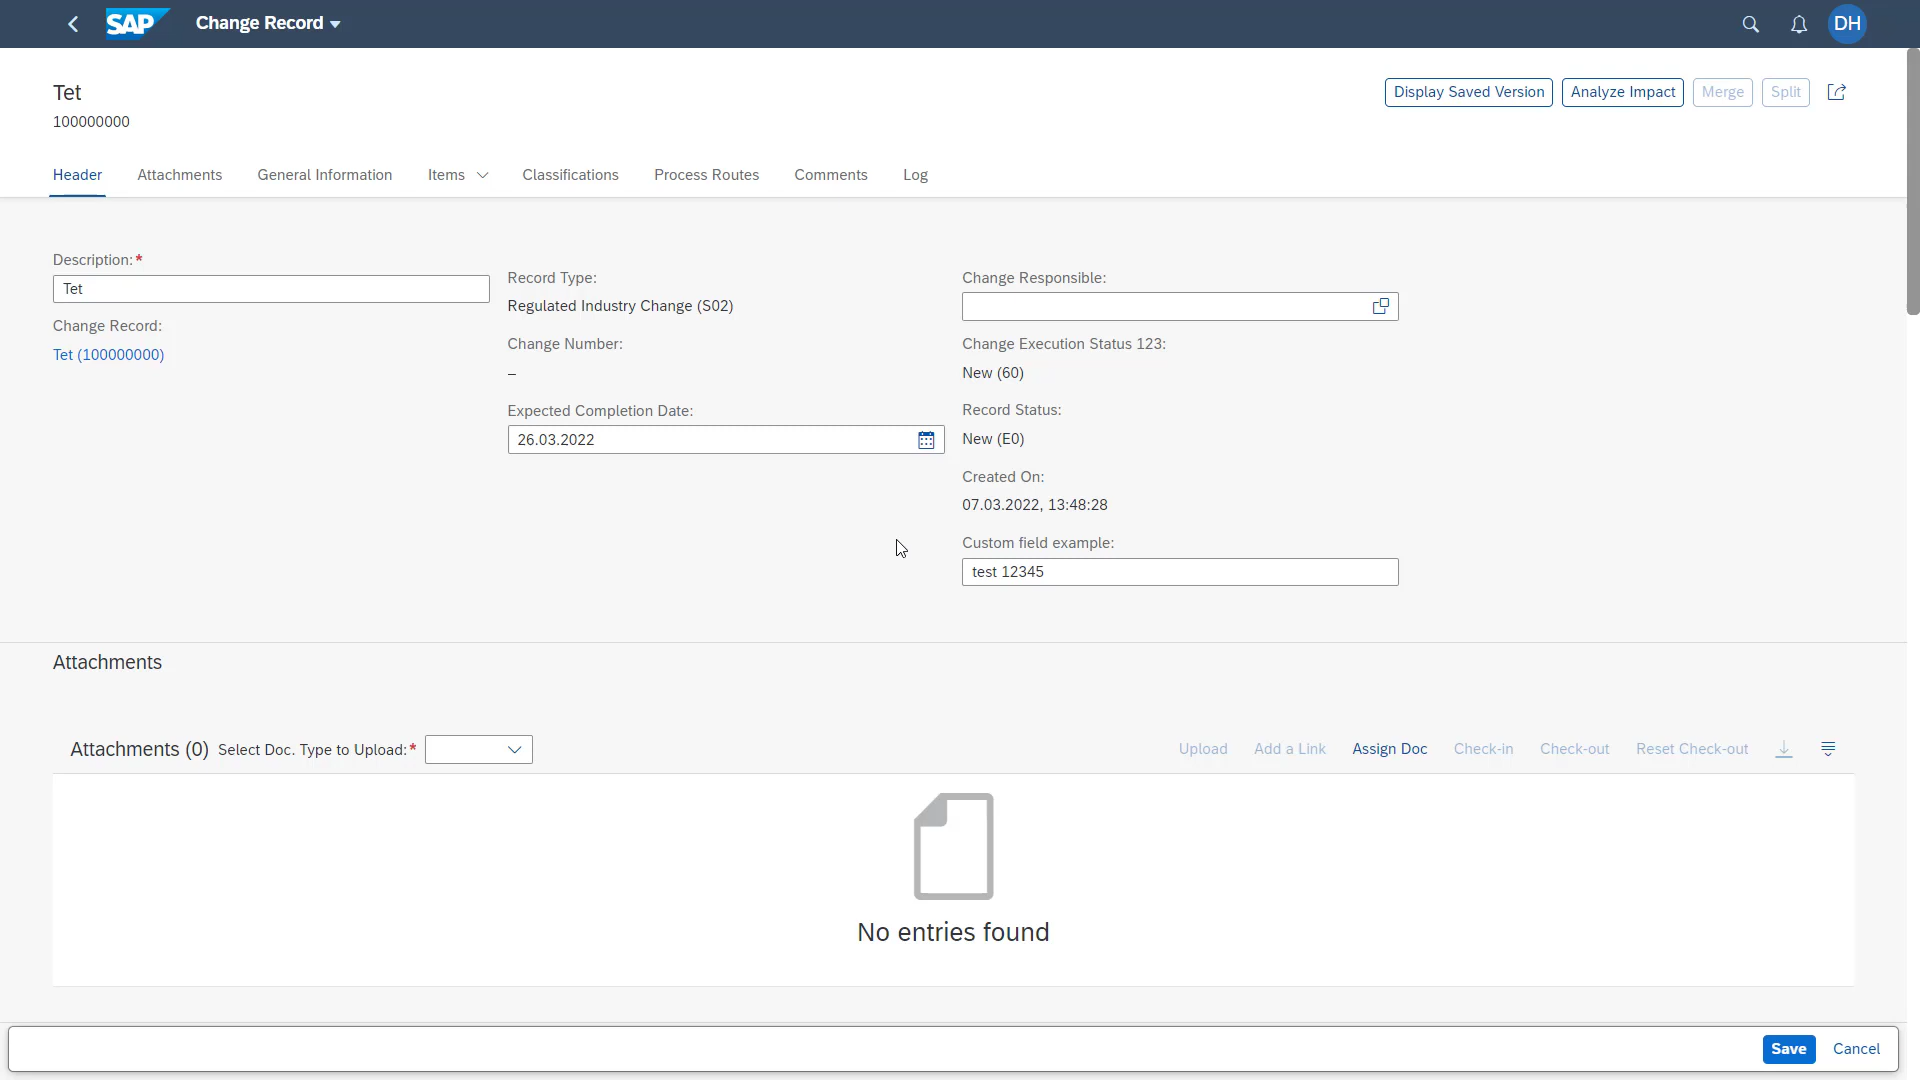 SAP Change Record
DH
Tet
100000000
Display Saved Version Analyze Impact Merge Split
Header Attachments General Information Items Classifications Process Routes Comments Log
Description:*
Tet
Change Record:
Tet (100000000)
Record Type:
Regulated Industry Change (S02)
Change Number:
–
Expected Completion Date:
26.03.2022
Change Responsible:
Change Execution Status 123:
New (60)
Record Status:
New (E0)
Created On:
07.03.2022, 13:48:28
Custom field example:
test 12345
Attachments
Attachments (0) Select Doc. Type to Upload:* Upload Add a Link Assign Doc Check-in Check-out Reset Check-out
No entries found
Save Cancel